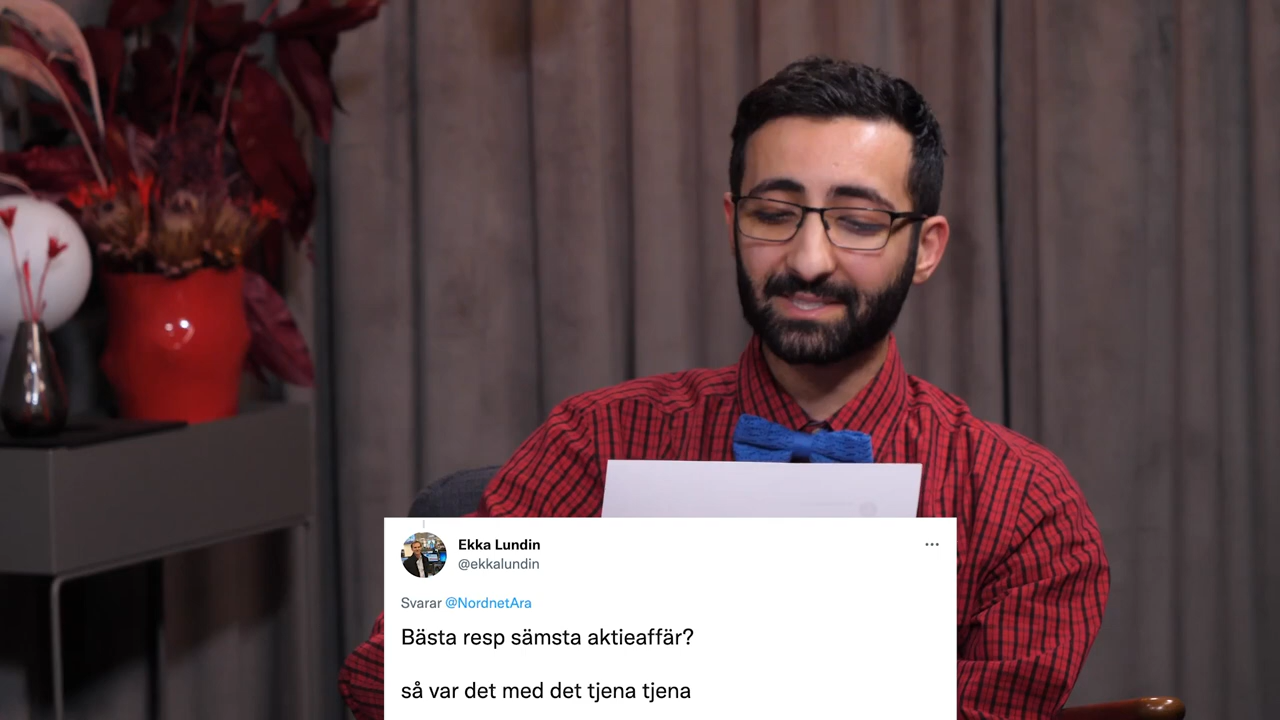 Ekka Lundin
@ekkalundin
Svarar @NordnetAra
Bästa resp sämsta aktieaffär?
så var det med det tjena tjena